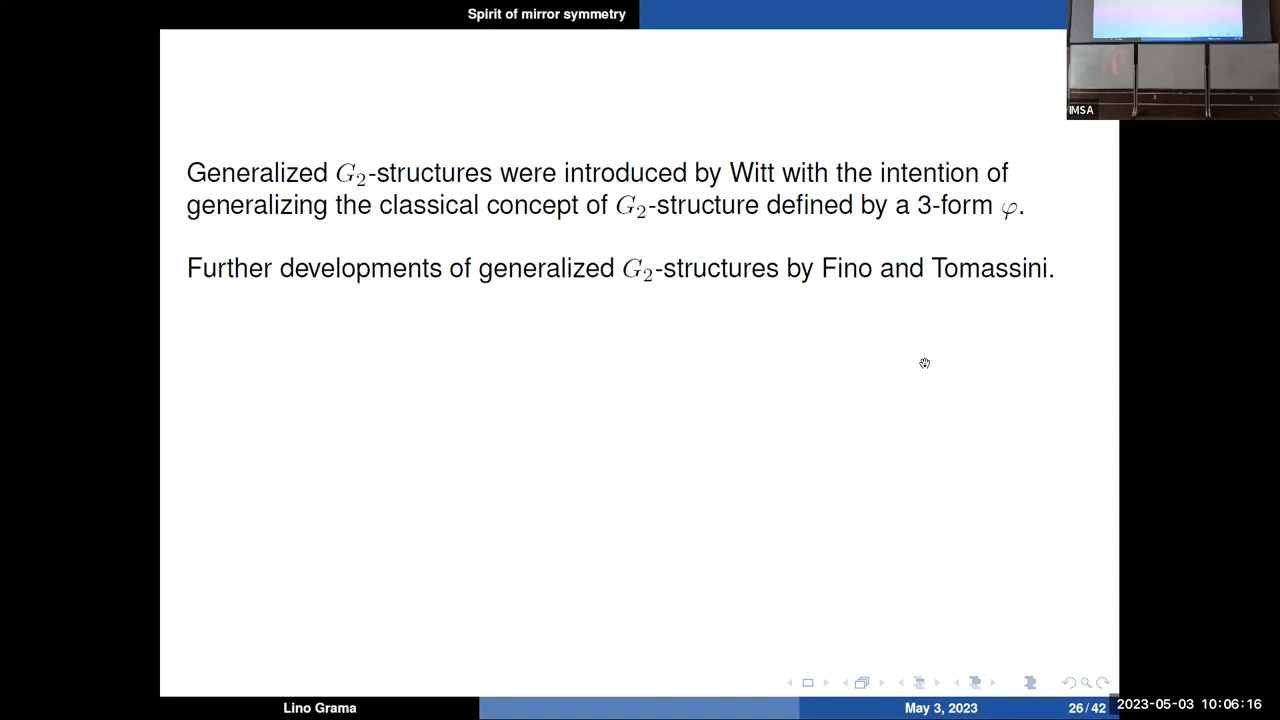 Spirit of mirror symmetry
IMSA
Generalized G₂-structures were introduced by Witt with the intention of
generalizing the classical concept of G₂-structure defined by a 3-form φ.
Further developments of generalized G₂-structures by Fino and Tomassini.
Lino Grama
May 3, 2023
26 / 42
2023-05-03 10:06:16